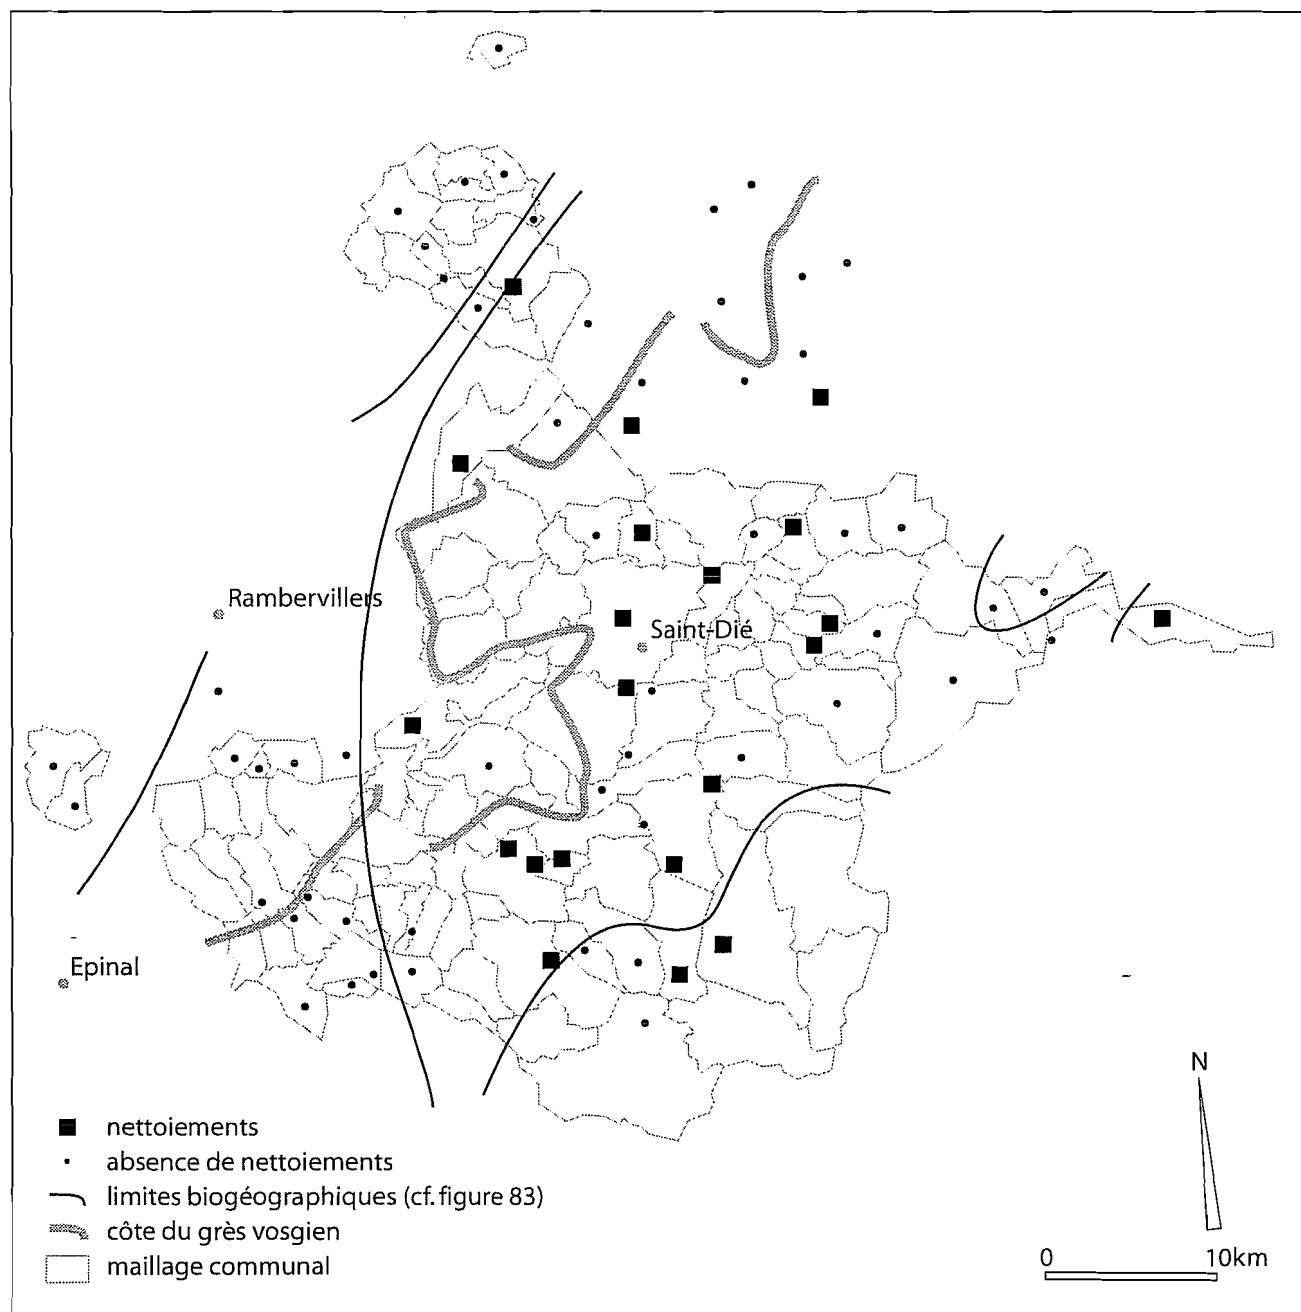 Rambervillers
Saint-Dié
Epinal
N
nettoiements
absence de nettoiements
limites biogéographiques (cf. figure 83)
côte du grès vosgien
maillage communal
0 10km